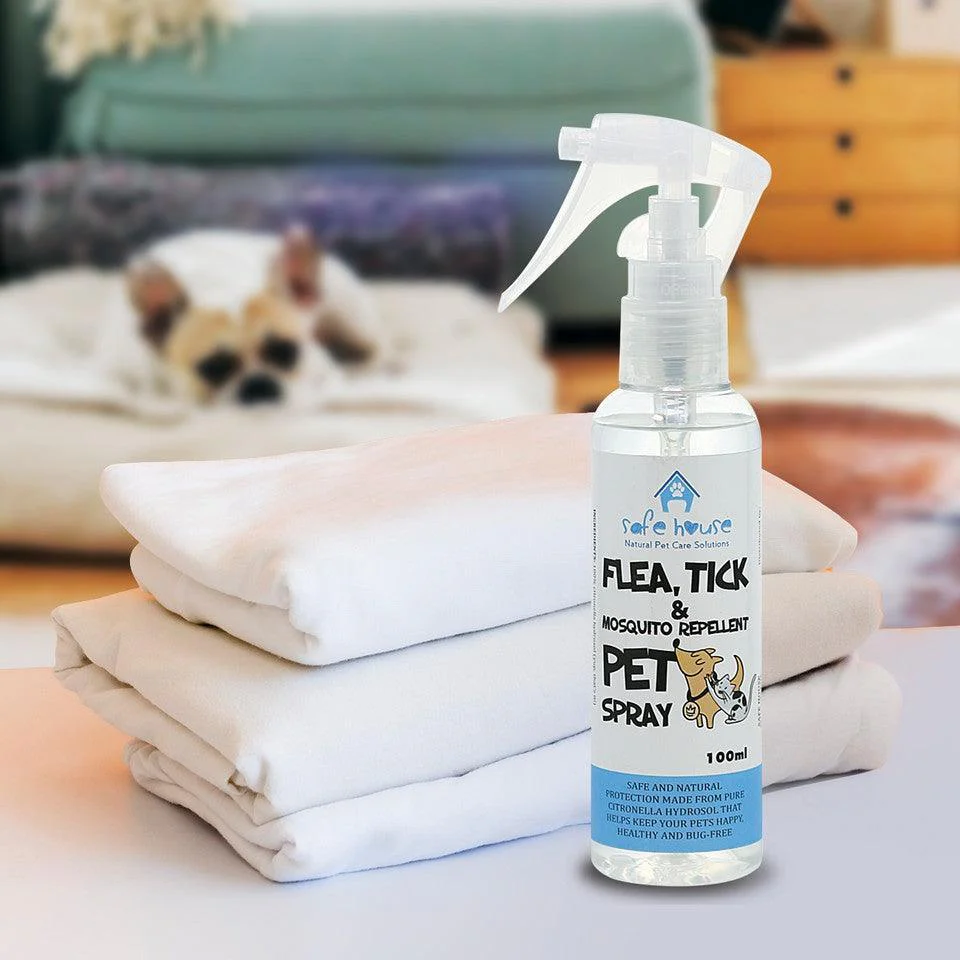 OPEN
safe house
Natural Pet Care Solutions
FLEA, TICK
&
MOSQUITO REPELLENT
PET
SPRAY
100ml
SAFE AND NATURAL
PROTECTION MADE FROM PURE
CITRONELLA HYDROSOL THAT
HELPS KEEP YOUR PETS HAPPY,
HEALTHY AND BUG-FREE